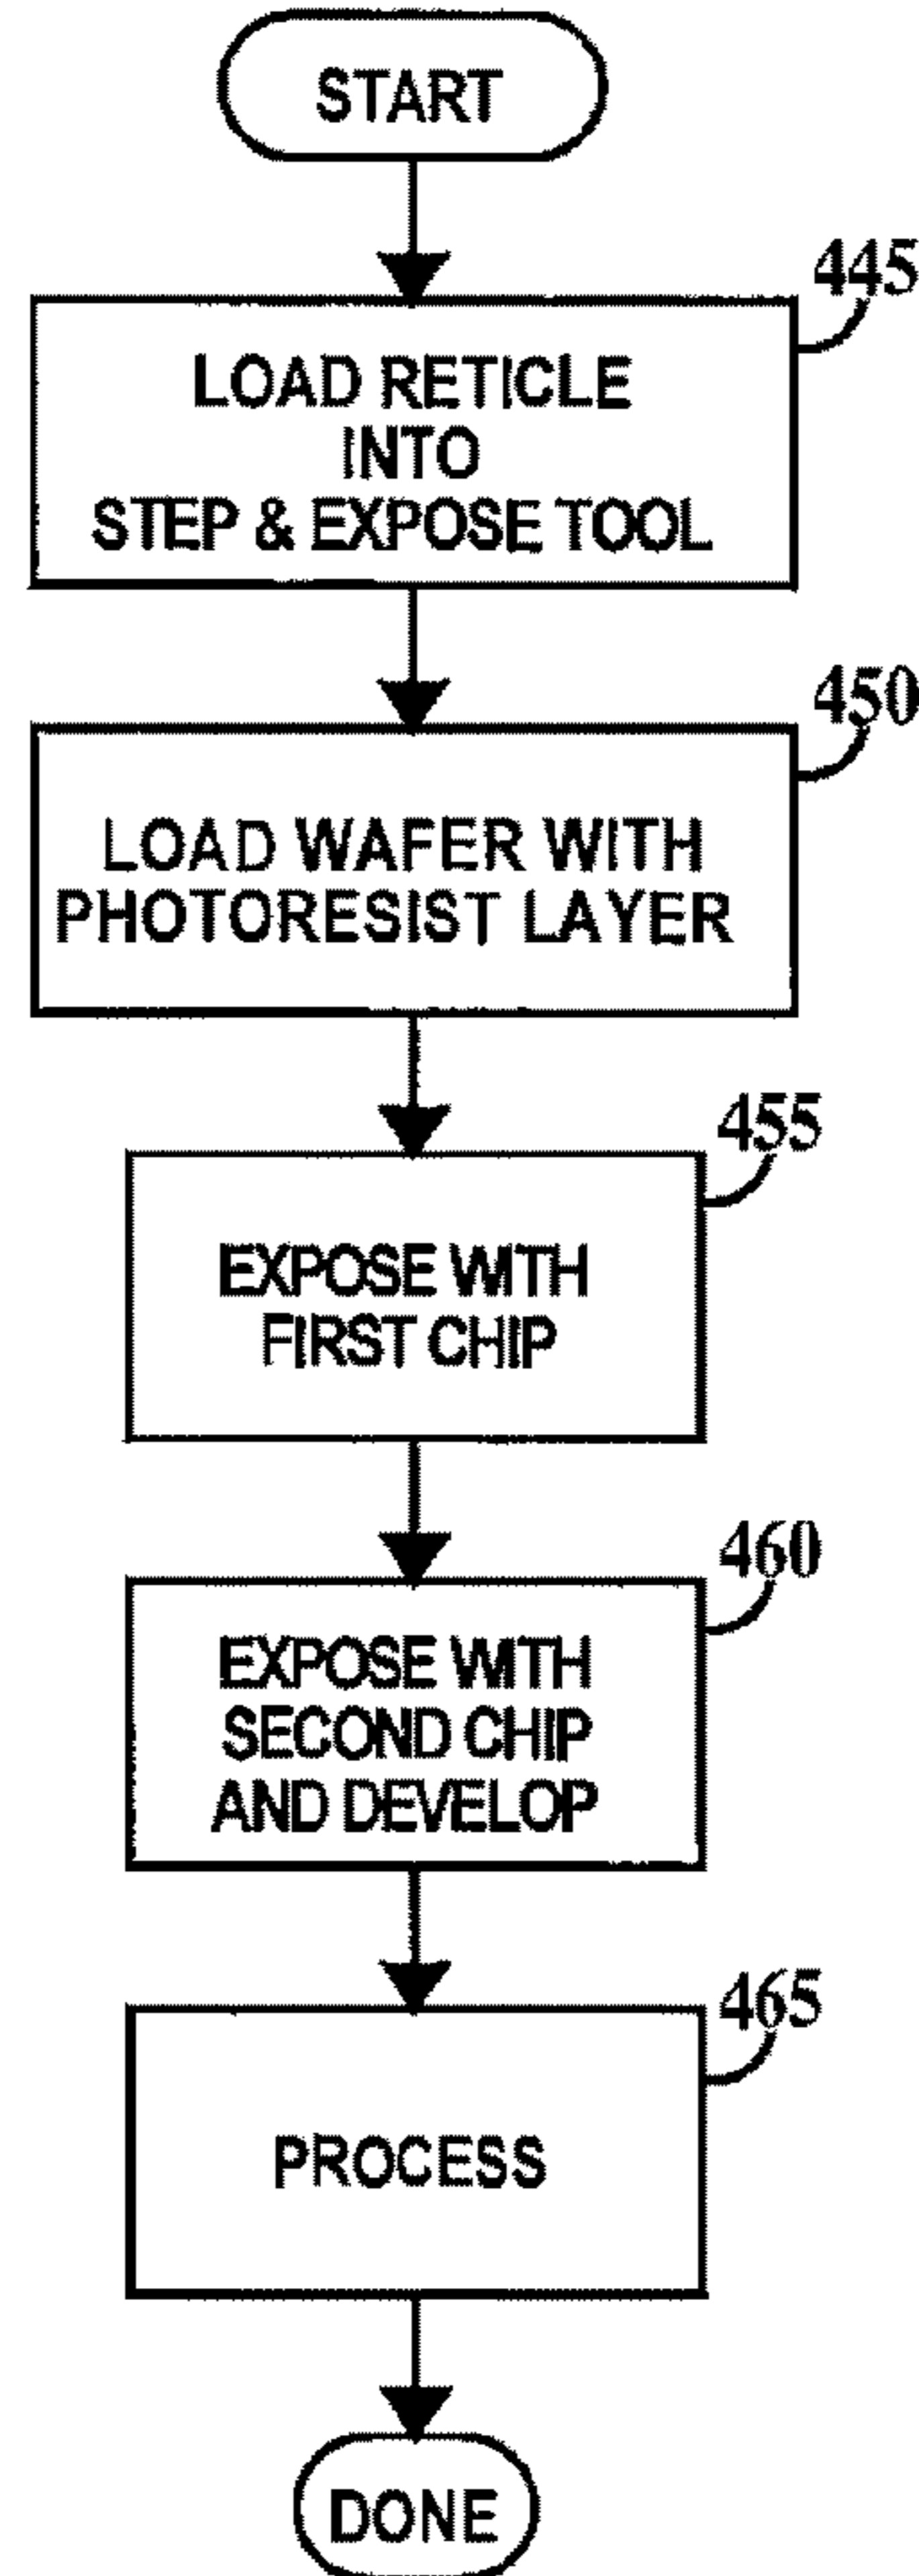 START
445
LOAD RETICLE
INTO
STEP & EXPOSE TOOL
450
LOAD WAFER WITH
PHOTORESIST LAYER
455
EXPOSE WITH
FIRST CHIP
460
EXPOSE WITH
SECOND CHIP
AND DEVELOP
465
PROCESS
DONE